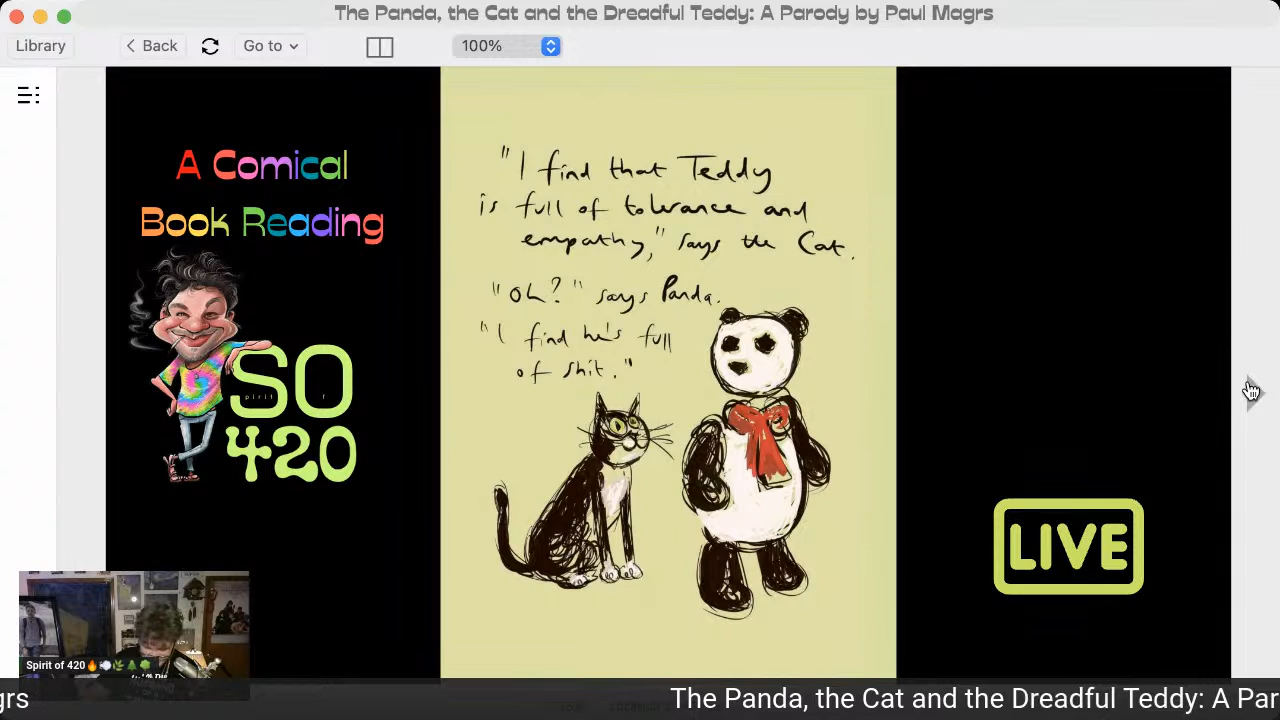 The Panda, the Cat and the Dreadful Teddy: A Parody by Paul Magrs
Library
Back
Go to
100%
A Comical
Book Reading
SO
420
"I find that Teddy
is full of tolerance and
empathy," says the Cat.
"Oh?" says Panda.
"I find he's full
of shit."
LIVE
Spirit of 420🔥💨🌿🌲🍏
grs
The Panda, the Cat and the Dreadful Teddy: A Par